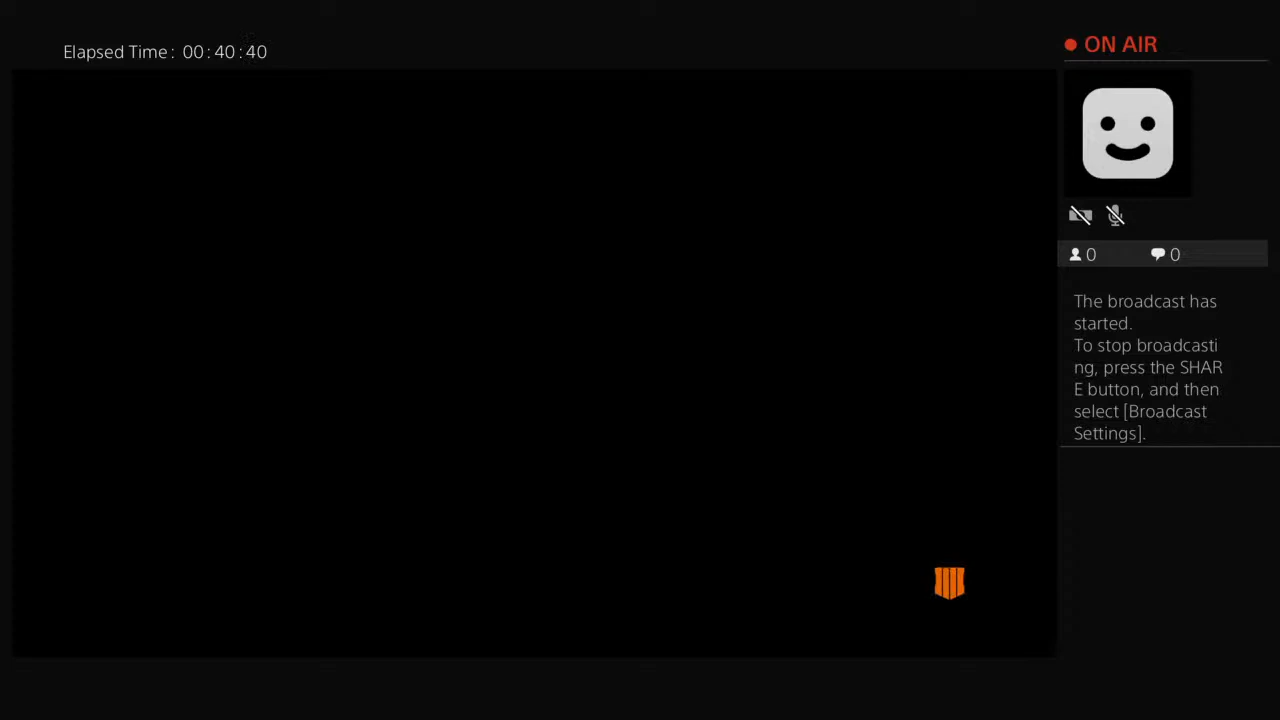 Elapsed Time: 00:40:40
ON AIR
0 0
The broadcast has
started.
To stop broadcasti
ng, press the SHAR
E button, and then
select [Broadcast
Settings].